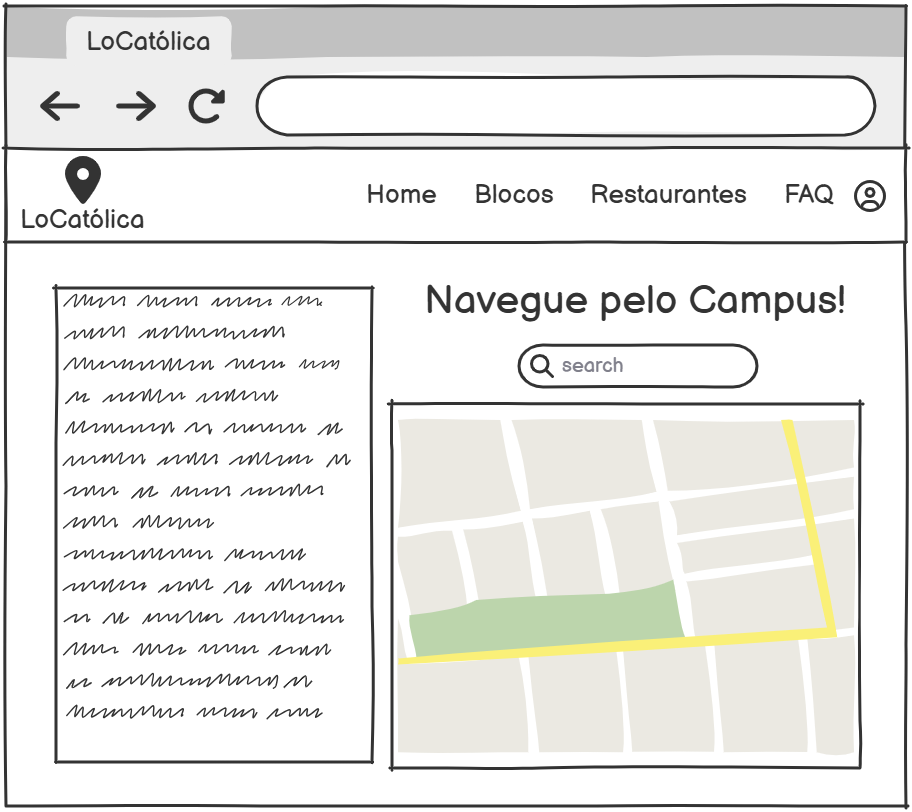 LoCatólica
LoCatólica
Home Blocos Restaurantes FAQ
Navegue pelo Campus!
search